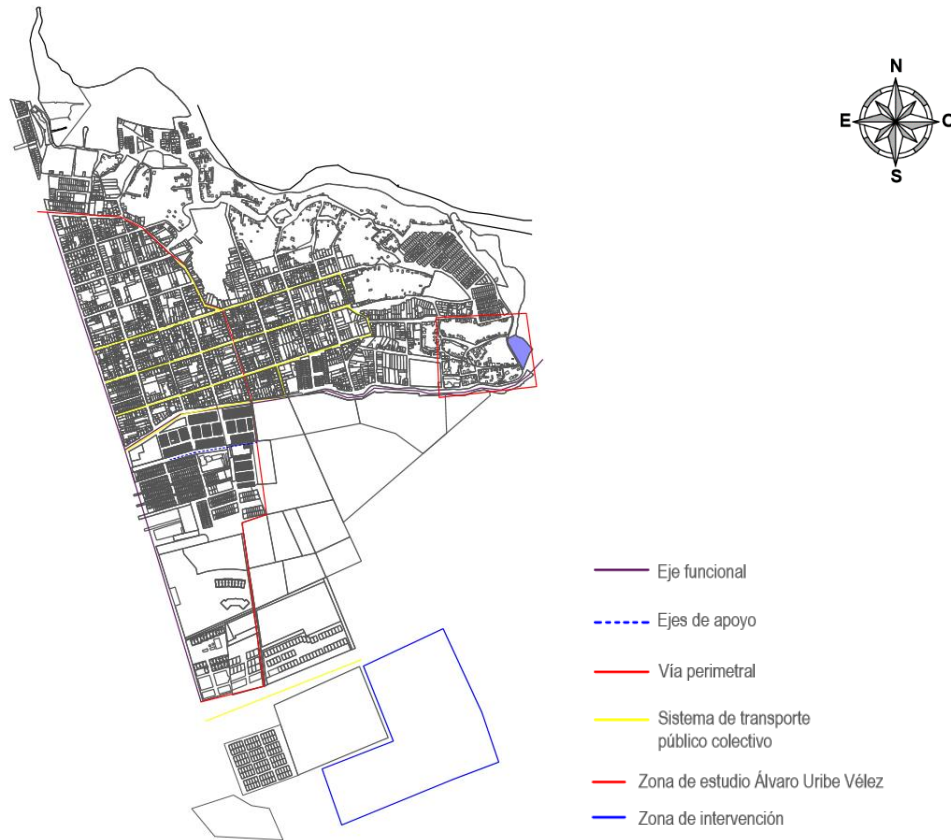 N
E
O
S
Eje funcional
Ejes de apoyo
Vía perimetral
Sistema de transporte
público colectivo
Zona de estudio Álvaro Uribe Vélez
Zona de intervención